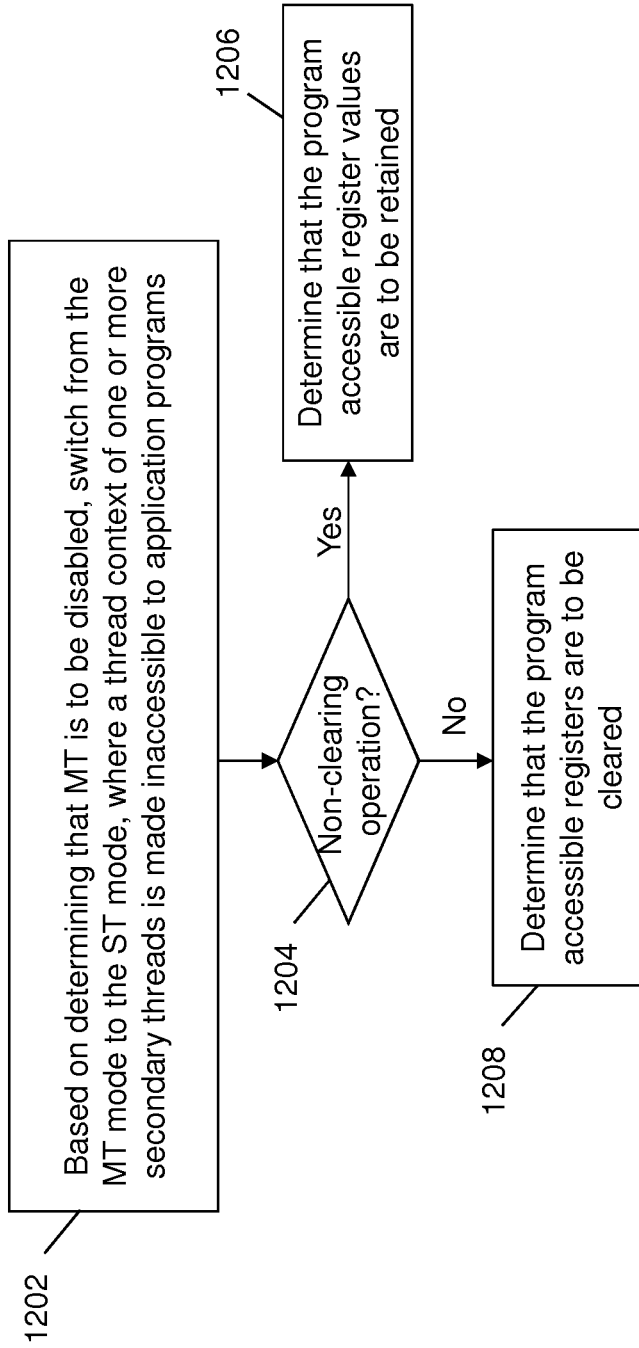 1202
Based on determining that MT is to be disabled, switch from the
MT mode to the ST mode, where a thread context of one or more
secondary threads is made inaccessible to application programs
1204
Non-clearing
operation?
Yes
1206
Determine that the program
accessible register values
are to be retained
No
1208
Determine that the program
accessible registers are to be
cleared